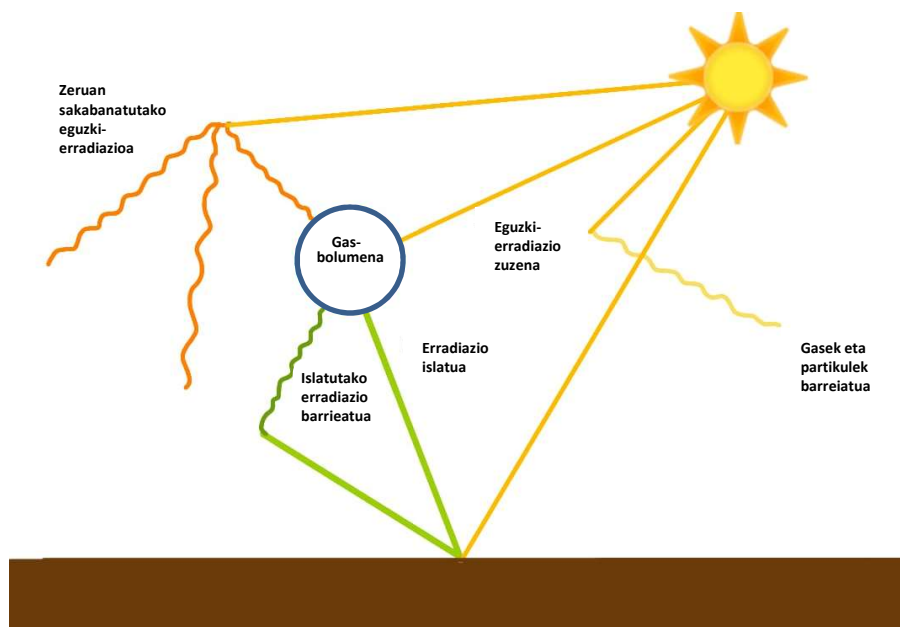 Zeruan
sakabanatutako
eguzki-
erradiazioa
Gas-
bolumena
Eguzki-
erradiazio
zuzena
Erradiazio
islatua
Islatutako
erradiazio
barrieatua
Gasek eta
partikulek
barreiatua